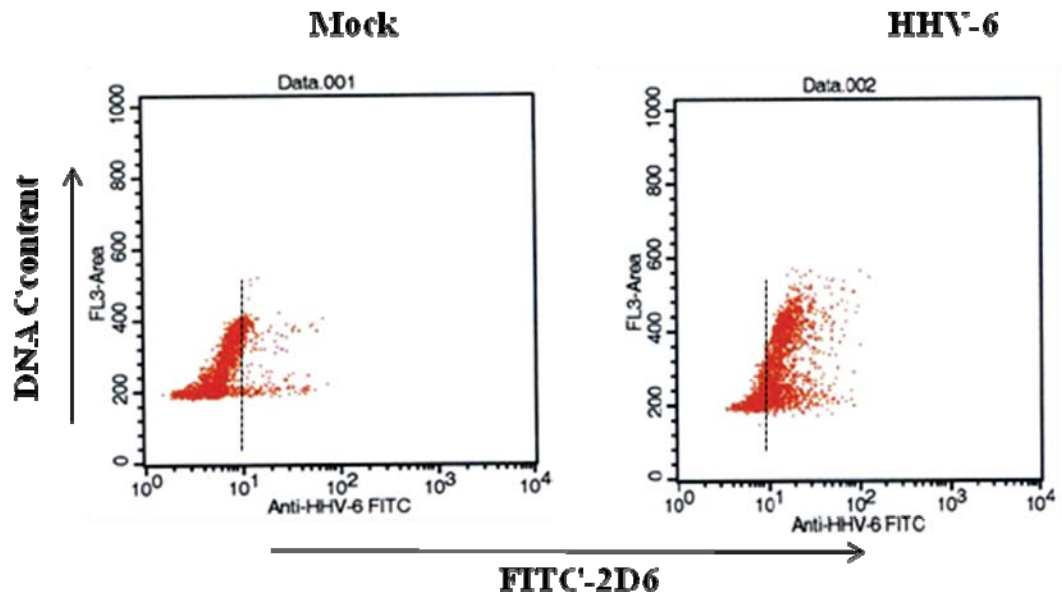 Mock
HHV-6
Data.001
Data.002
DNA Content
FL3-Area
1000
800
600
400
200
0
10^0 10^1 10^2 10^3 10^4
Anti-HHV-6 FITC
FL3-Area
1000
800
600
400
200
0
10^0 10^1 10^2 10^3 10^4
Anti-HHV-6 FITC
FITC-2D6